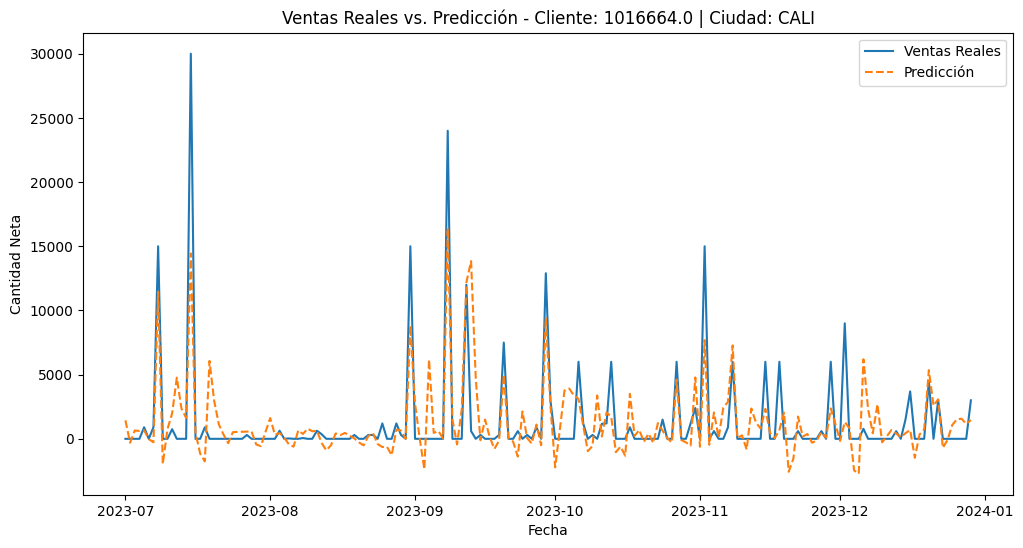 Ventas Reales vs. Predicción - Cliente: 1016664.0 | Ciudad: CALI
Ventas Reales
Predicción
Cantidad Neta
30000
25000
20000
15000
10000
5000
0
2023-07
2023-08
2023-09
2023-10
2023-11
2023-12
2024-01
Fecha